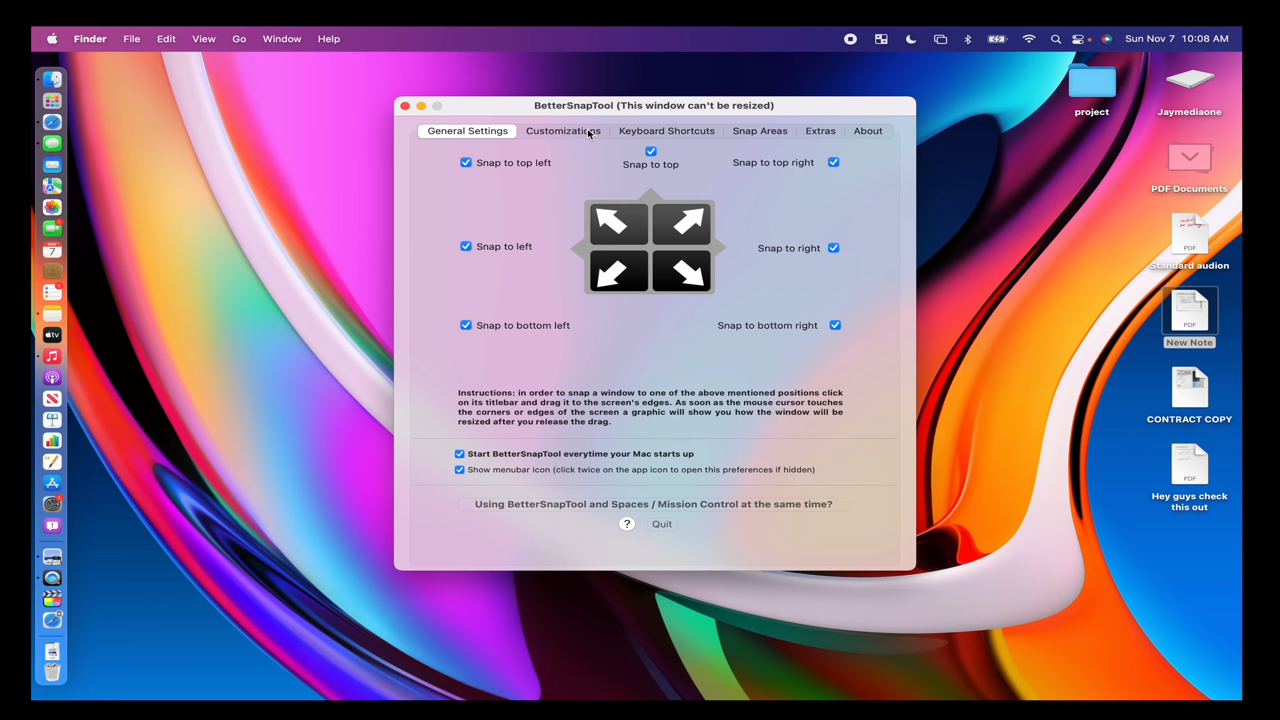 Finder File Edit View Go Window Help
Sun Nov 7 10:08 AM
BetterSnapTool (This window can't be resized)
General Settings Customizations Keyboard Shortcuts Snap Areas Extras About
Snap to top left
Snap to top
Snap to top right
Snap to left
Snap to right
Snap to bottom left
Snap to bottom right
Instructions: in order to snap a window to one of the above mentioned positions click
on its titlebar and drag it to the screen's edges. As soon as the mouse cursor touches
the corners or edges of the screen a graphic will show you how the window will be
resized after you release the drag.
Start BetterSnapTool everytime your Mac starts up
Show menubar icon (click twice on the app icon to open this preferences if hidden)
Using BetterSnapTool and Spaces / Mission Control at the same time?
? Quit
project
Jaymediaone
PDF Documents
PDF
Standard audion
PDF
New Note
PDF
CONTRACT COPY
PDF
Hey guys check
this out
tv